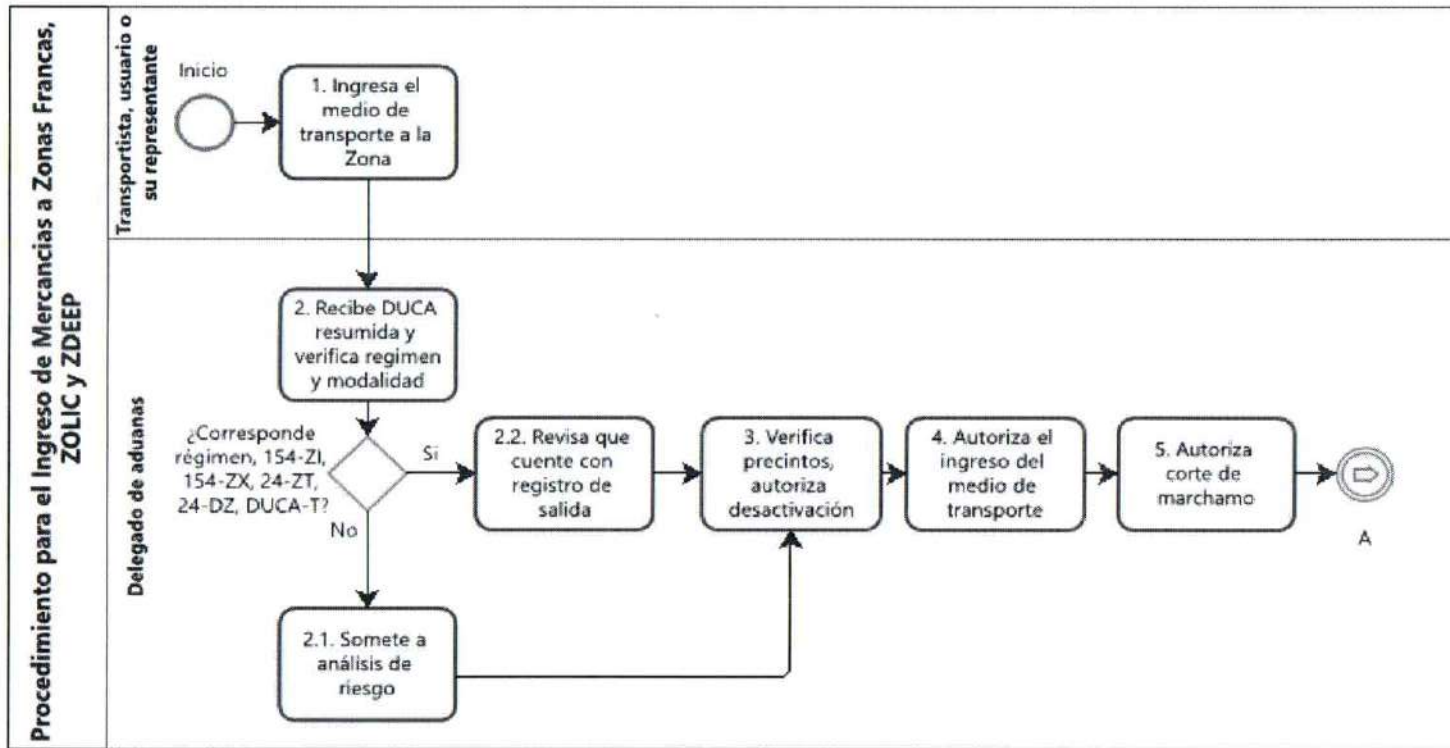 Procedimiento para el Ingreso de Mercancias a Zonas Francas,
ZOLIC y ZDEEP
Transportista, usuario o
su representante
Inicio
1. Ingresa el
medio de
transporte a la
Zona
Delegado de aduanas
2. Recibe DUCA
resumida y
verifica regimen
y modalidad
¿Corresponde
régimen, 154-ZI,
154-ZX, 24-ZT,
24-DZ, DUCA-T?
Si
No
2.2. Revisa que
cuente con
registro de
salida
3. Verifica
precintos,
autoriza
desactivación
4. Autoriza el
ingreso del
medio de
transporte
5. Autoriza
corte de
marchamo
A
2.1. Somete a
análisis de
riesgo